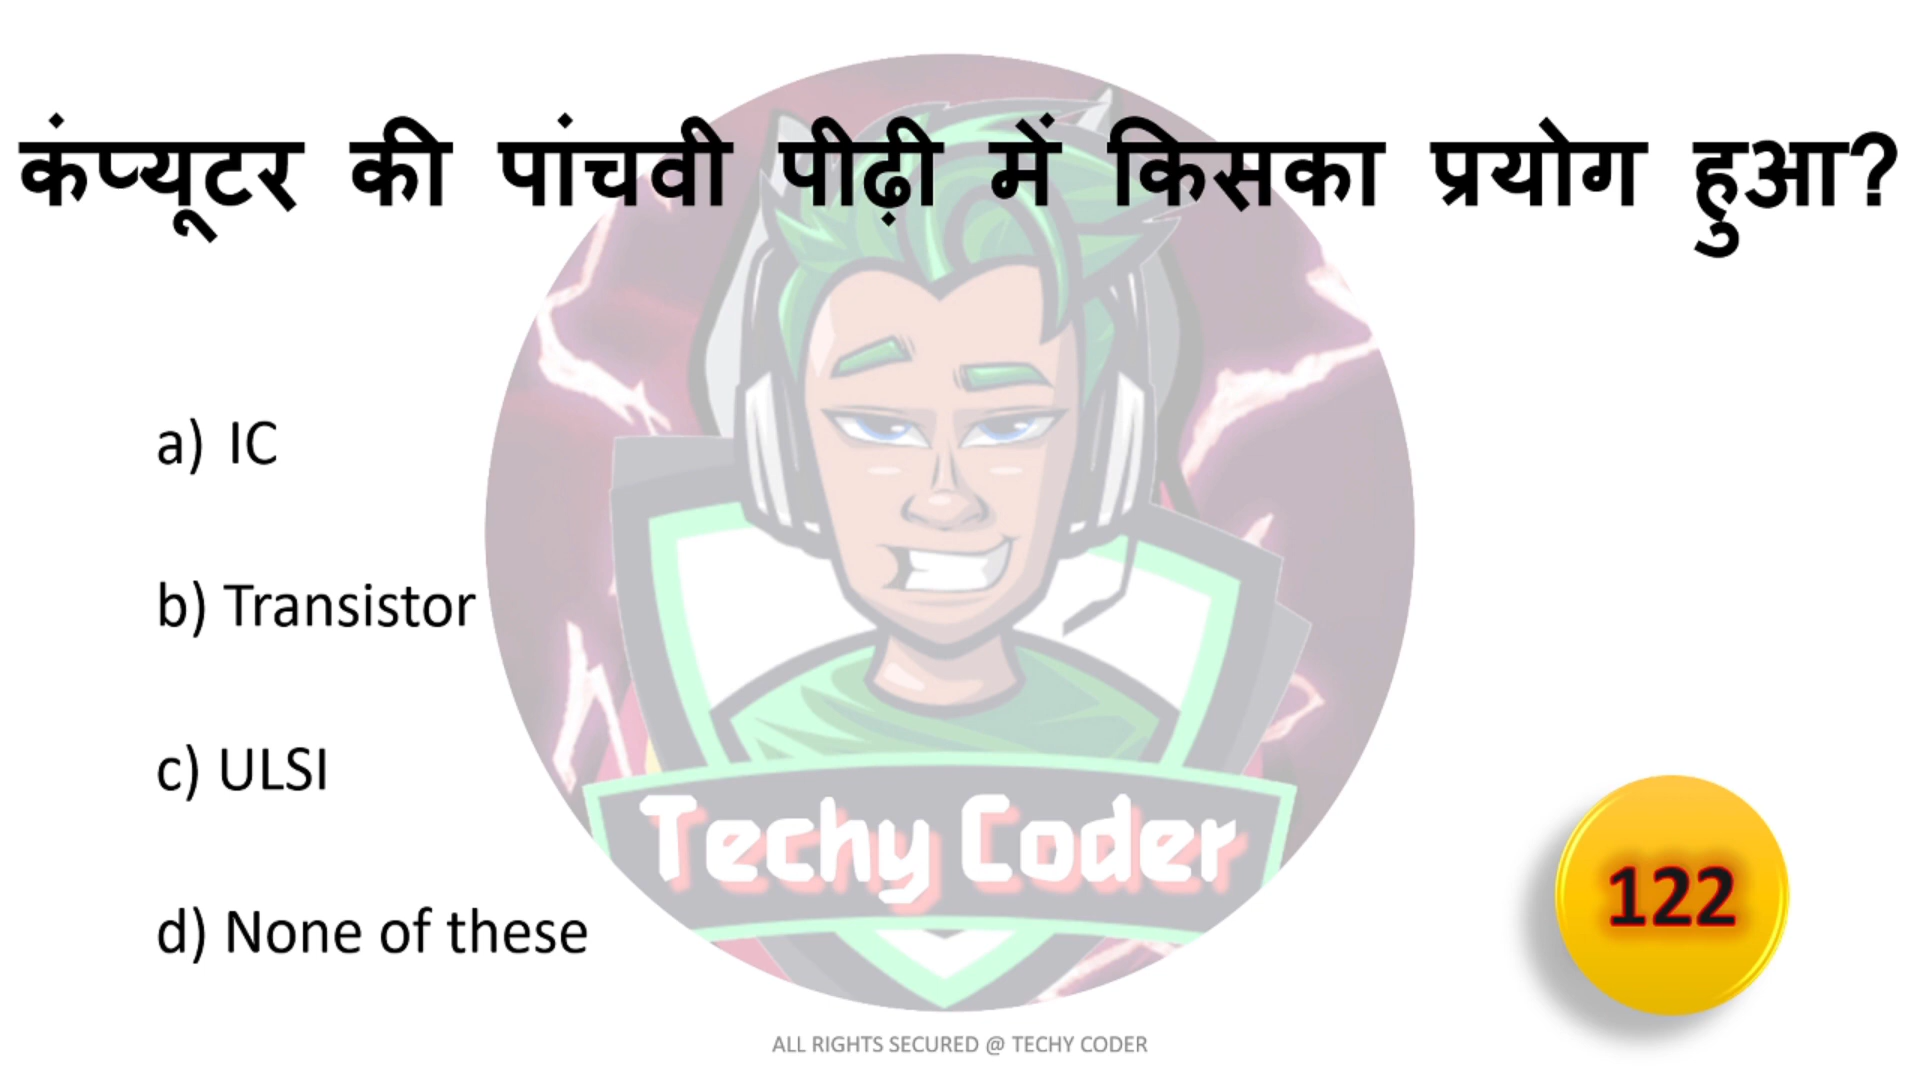 कंप्यूटर की पांचवी पीढ़ी में किसका प्रयोग हुआ?
a) IC
b) Transistor
c) ULSI
d) None of these
Techy Coder
122
ALL RIGHTS SECURED @ TECHY CODER